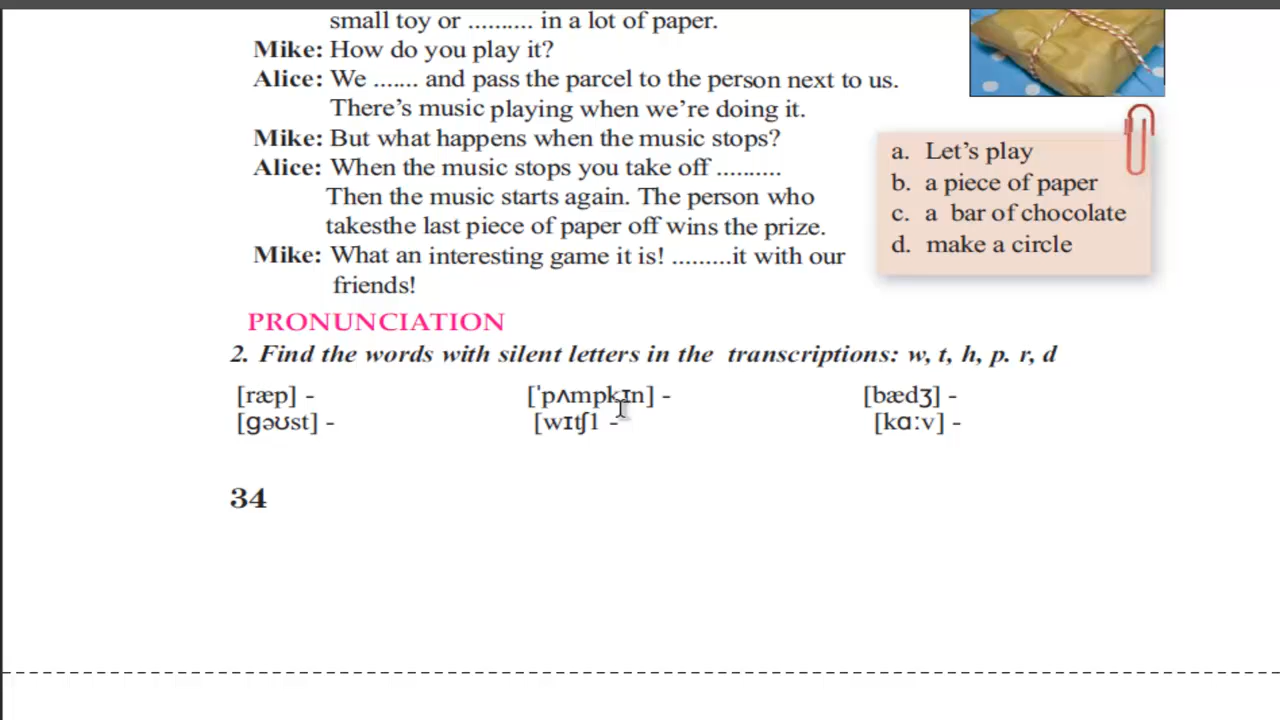 small toy or .......... in a lot of paper.
Mike: How do you play it?
Alice: We ....... and pass the parcel to the person next to us.
There's music playing when we're doing it.
Mike: But what happens when the music stops?
Alice: When the music stops you take off ..........
Then the music starts again. The person who
takesthe last piece of paper off wins the prize.
Mike: What an interesting game it is! .........it with our
friends!
a. Let's play
b. a piece of paper
c. a bar of chocolate
d. make a circle
PRONUNCIATION
2. Find the words with silent letters in the transcriptions: w, t, h, p. r, d
[ræp] - [ˈpʌmpkɪn] - [bædʒ] -
[gəʊst] - [wɪʧl - [kɑːv] -
34